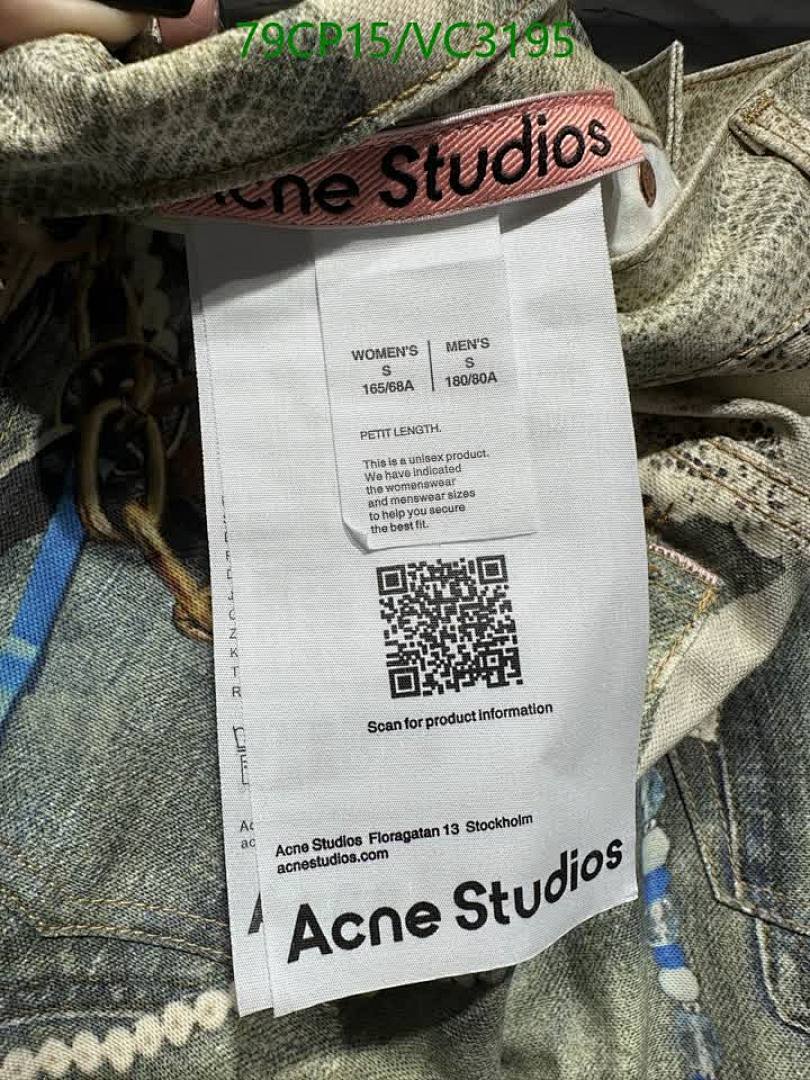 79CP15/VC3195
Acne Studios
WOMEN'S
S
165/68A
MEN'S
S
180/80A
PETIT LENGTH.
This is a unisex product.
We have indicated
the womenswear
and menswear sizes
to help you secure
the best fit.
Scan for product information
Acne Studios Floragatan 13 Stockholm
acnestudios.com
Acne Studios